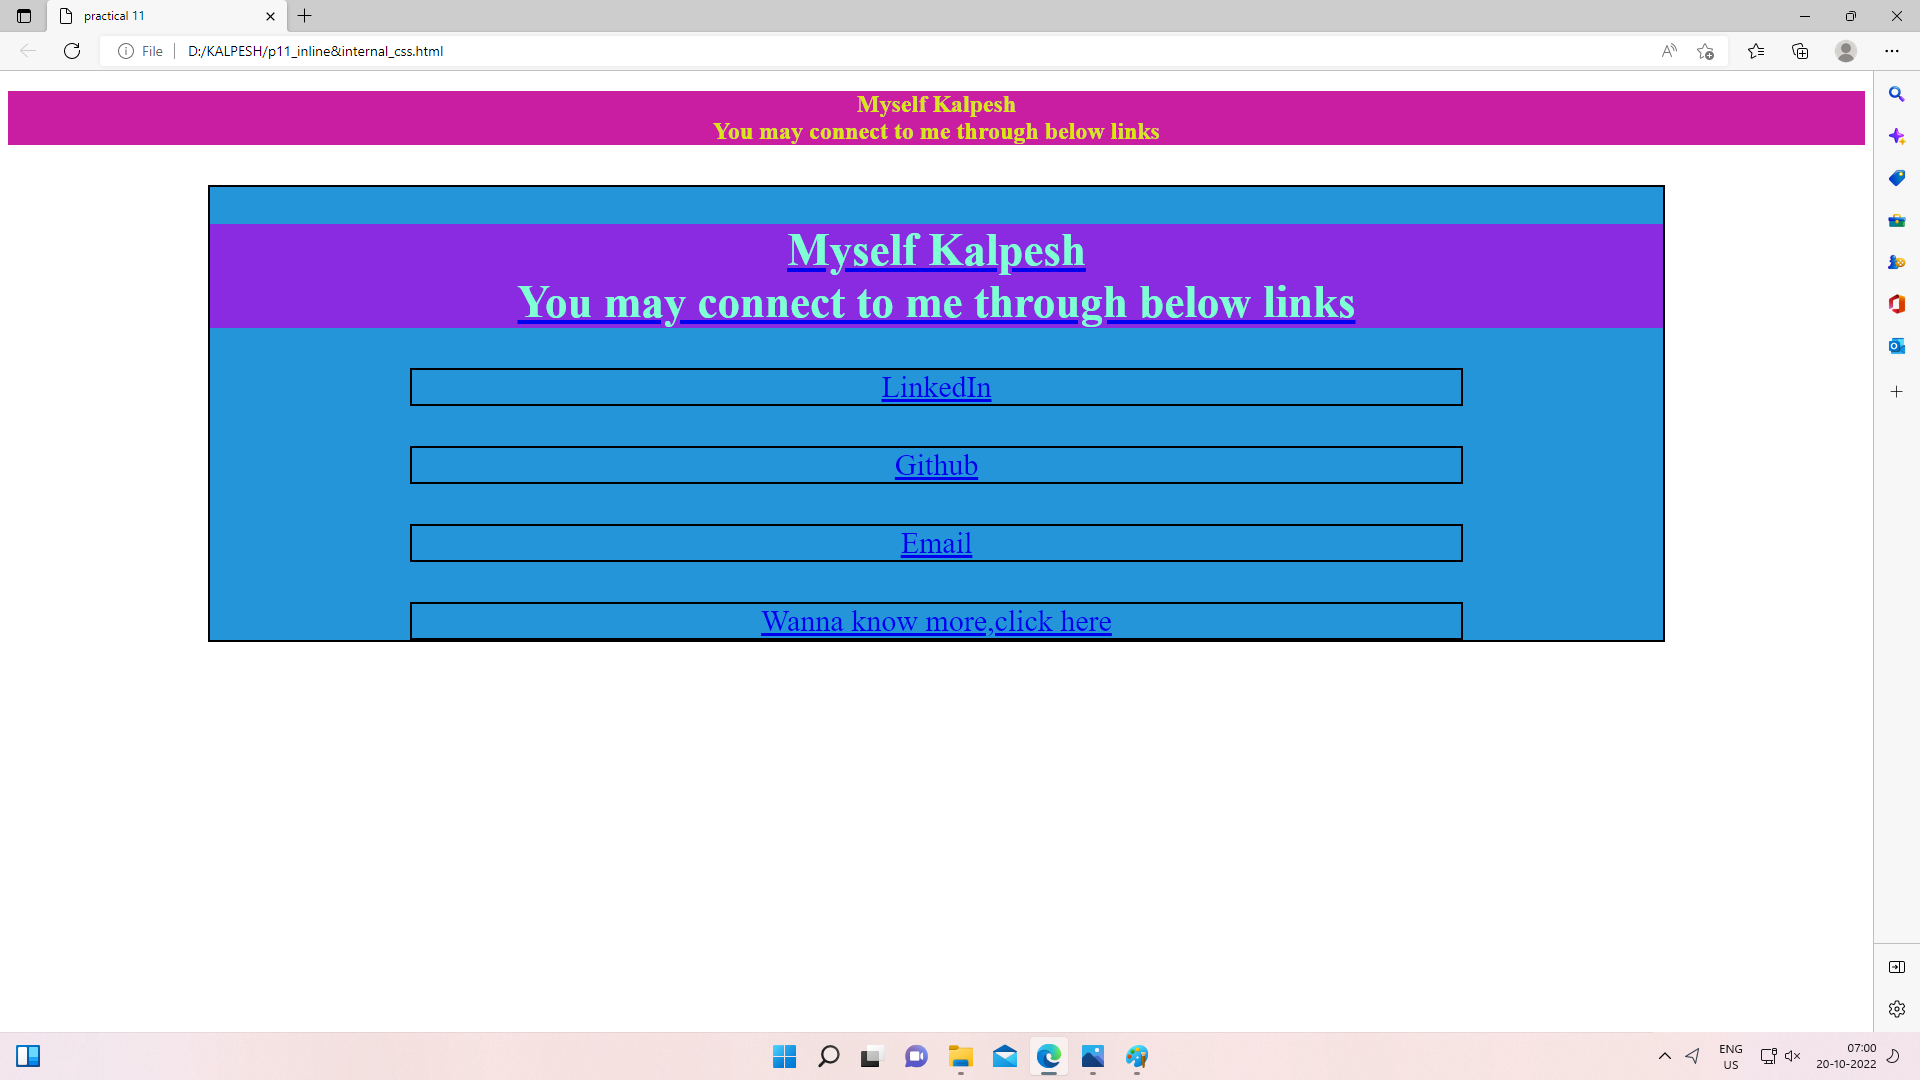 practical 11
File
D:/KALPESH/p11_inline&internal_css.html
Myself Kalpesh
You may connect to me through below links
Myself Kalpesh
You may connect to me through below links
LinkedIn
Github
Email
Wanna know more,click here
ENG
US
07:00
20-10-2022